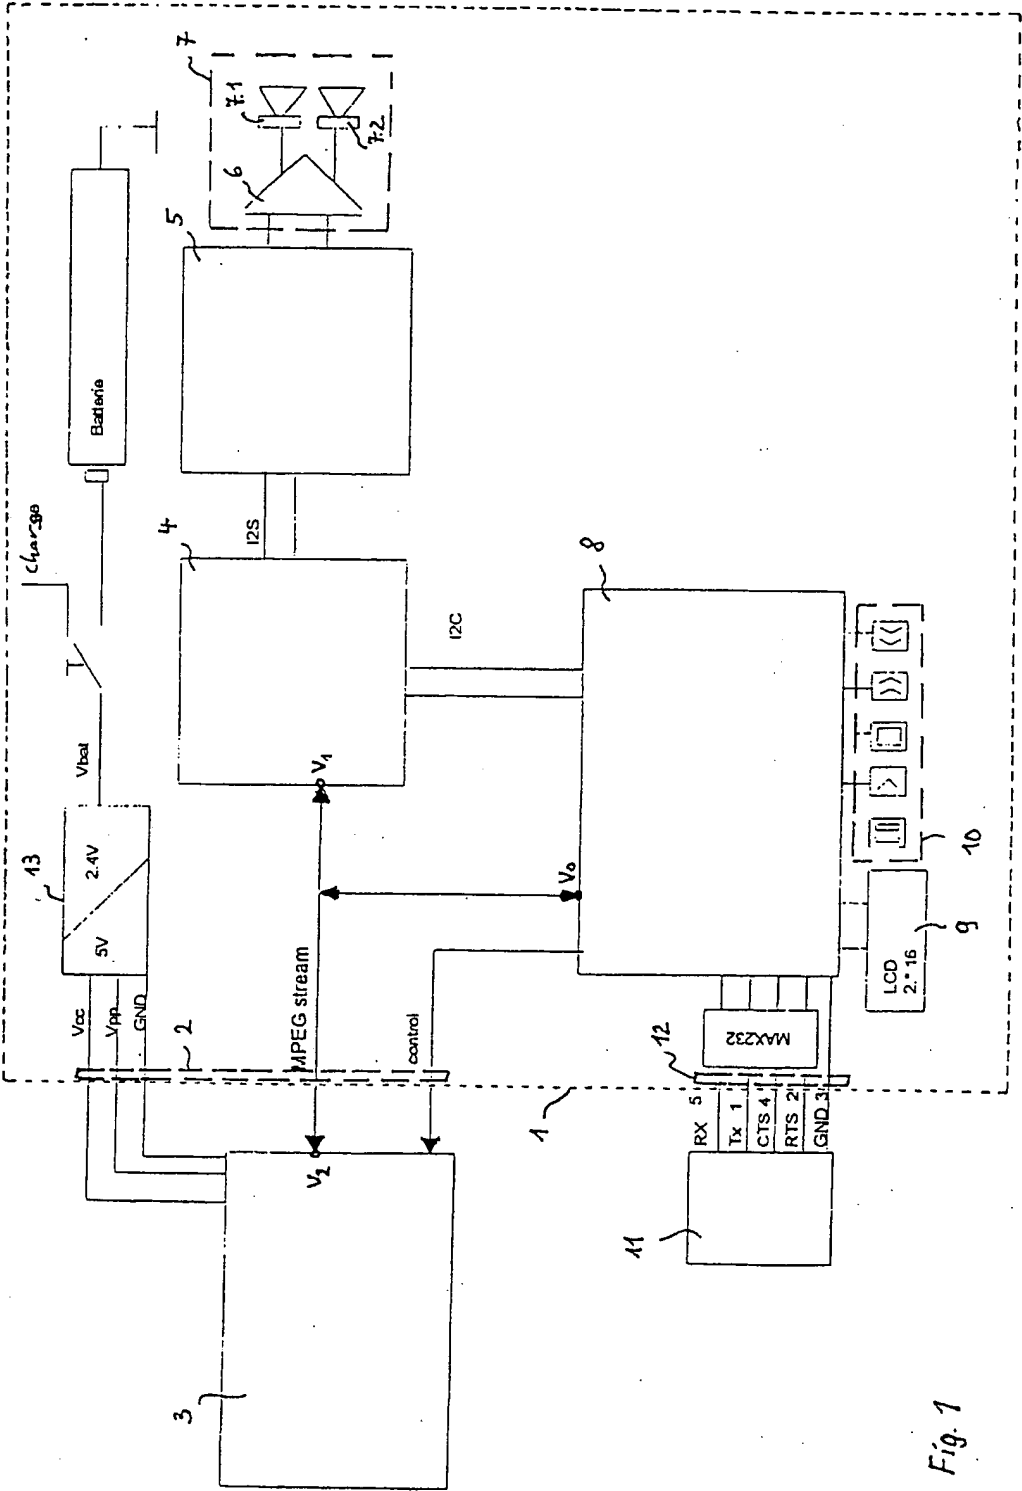 Charge
Batterie
Vbat
13
5V
2.4V
Vcc
Vpp
GND
2
7
7.1
7.2
6
5
I2S
4
V1
MPEG stream
V2
3
control
I2C
8
V0
1
12
MAX232
RX 5
Tx 1
CTS 4
RTS 2
GND 3
11
LCD
2.*16
9
10
Fig. 1